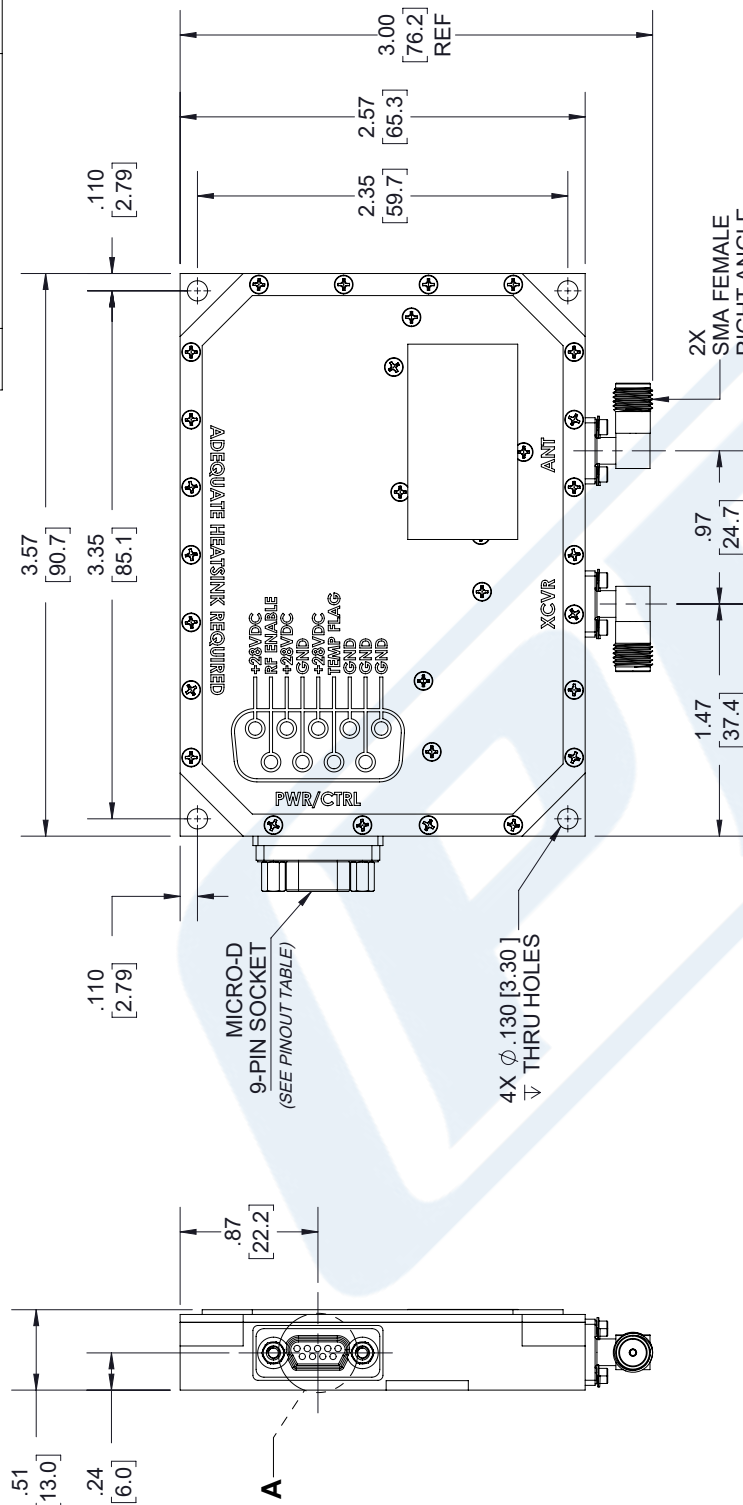 3.57
[90.7]
3.35
[85.1]
.110
[2.79]
3.00
[76.2]
REF
2.57
[65.3]
2.35
[59.7]
.110
[2.79]
ADEQUATE HEATSINK REQUIRED
+28VDC
RF ENABLE
+28VDC
GND
+28VDC
TEMP FLAG
GND
GND
GND
PWR/CTRL
XCVR
ANT
MICRO-D
9-PIN SOCKET
(SEE PINOUT TABLE)
4X Ø .130 [3.30 ]
↧ THRU HOLES
2X
SMA FEMALE
RIGHT ANGLE
.97
[24.7]
1.47
[37.4]
.51
[13.0]
.24
[6.0]
.87
[22.2]
A